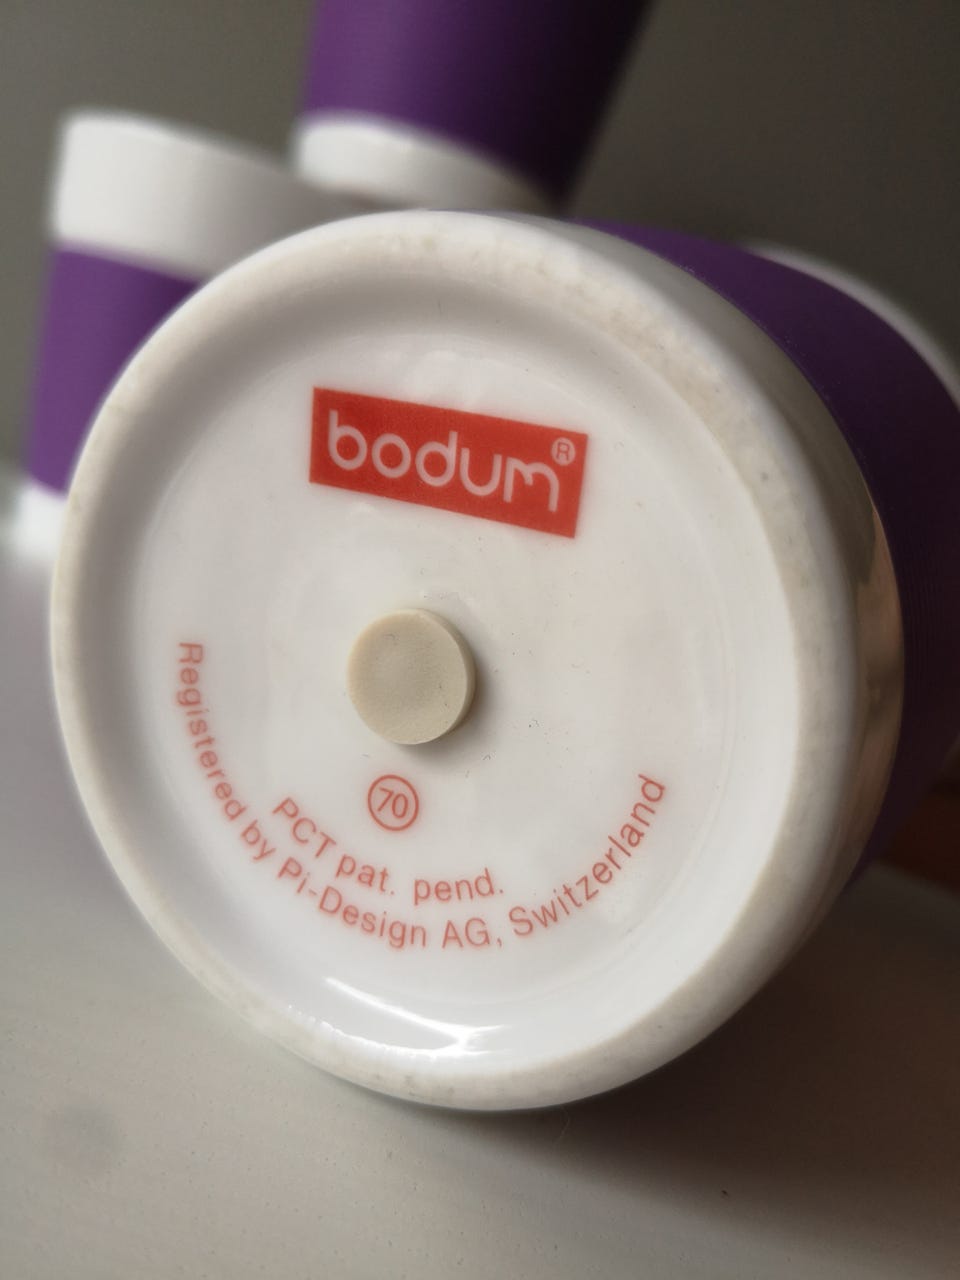 bodum®
70
PCT pat. pend.
Registered by Pi-Design AG, Switzerland